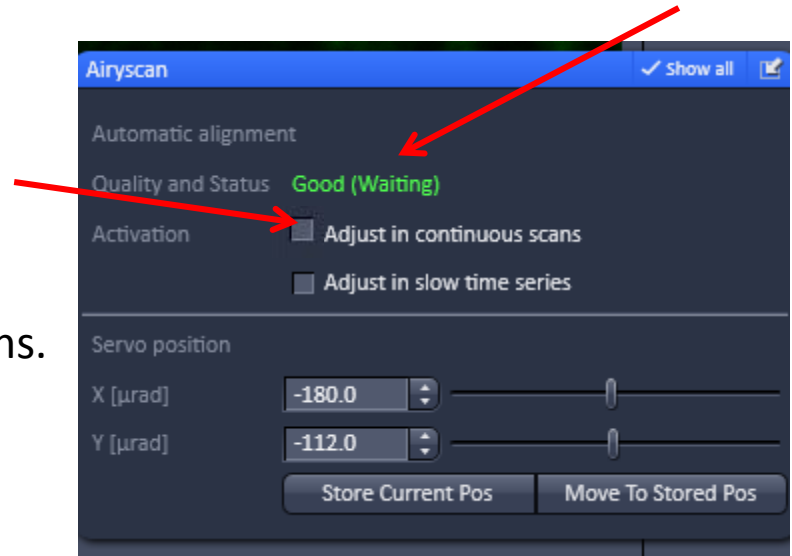 Airyscan ✓ Show all
Automatic alignment
Quality and Status Good (Waiting)
Activation Adjust in continuous scans
Adjust in slow time series
ns.
Servo position
X [µrad] -180.0
Y [µrad] -112.0
Store Current Pos Move To Stored Pos